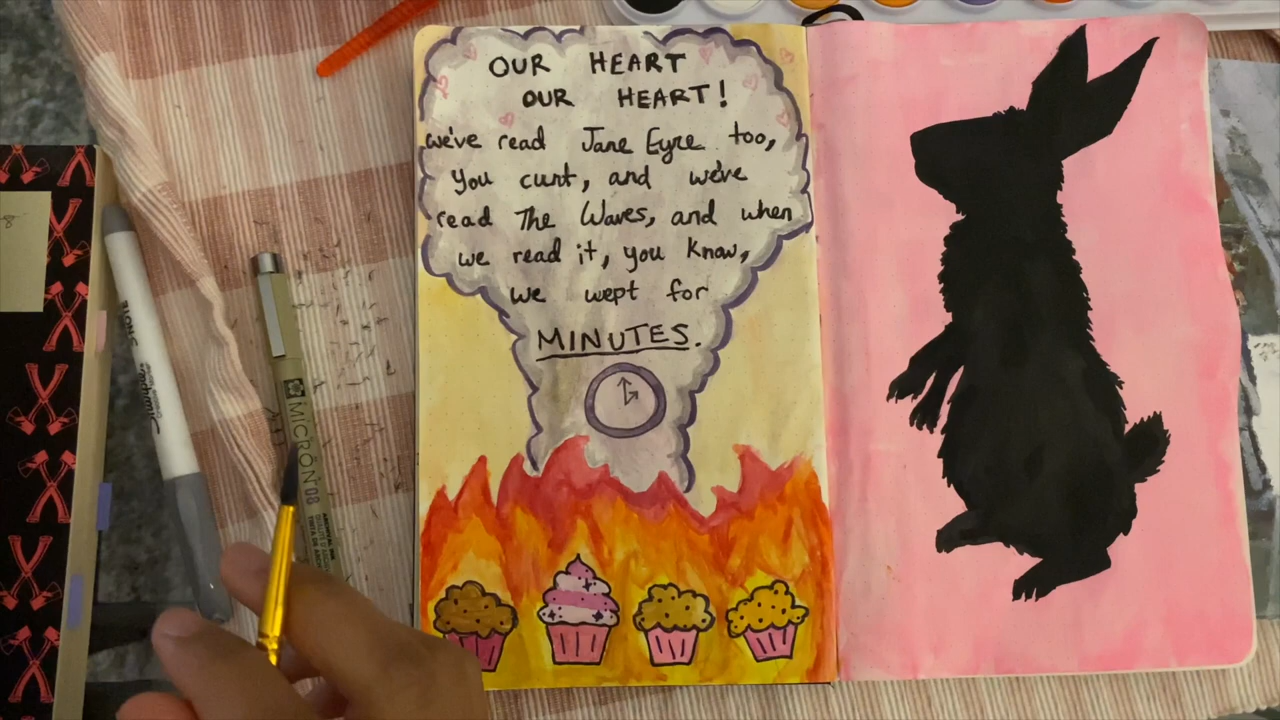 OUR HEART
OUR HEART!
we've read Jane Eyre too,
you cunt, and we've
read The Waves, and when
we read it, you know,
we wept for
MINUTES.
MICRON 08